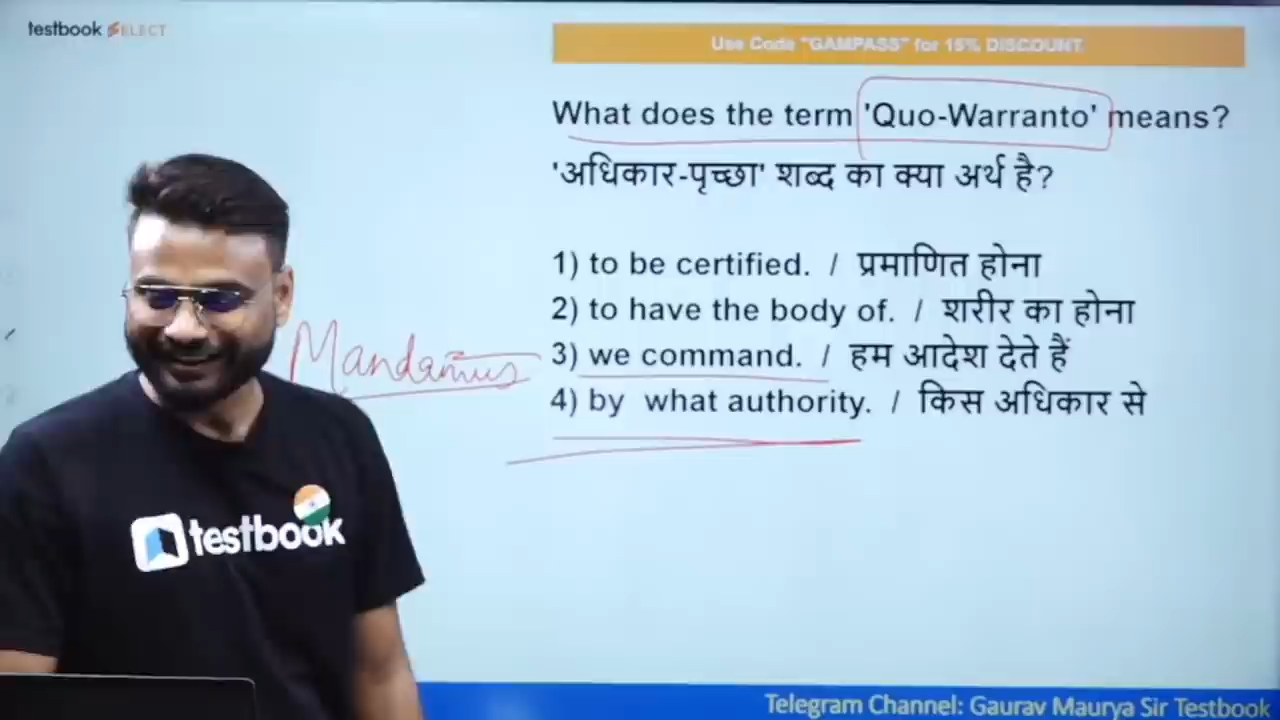 testbook SELECT
Use Code "GAMPASS" for 15% DISCOUNT
What does the term 'Quo-Warranto' means?
'अधिकार-पृच्छा' शब्द का क्या अर्थ है?
1) to be certified. / प्रमाणित होना
2) to have the body of. / शरीर का होना
3) we command. / हम आदेश देते हैं
4) by what authority. / किस अधिकार से
Mandamus
testbook
Telegram Channel: Gaurav Maurya Sir Testbook